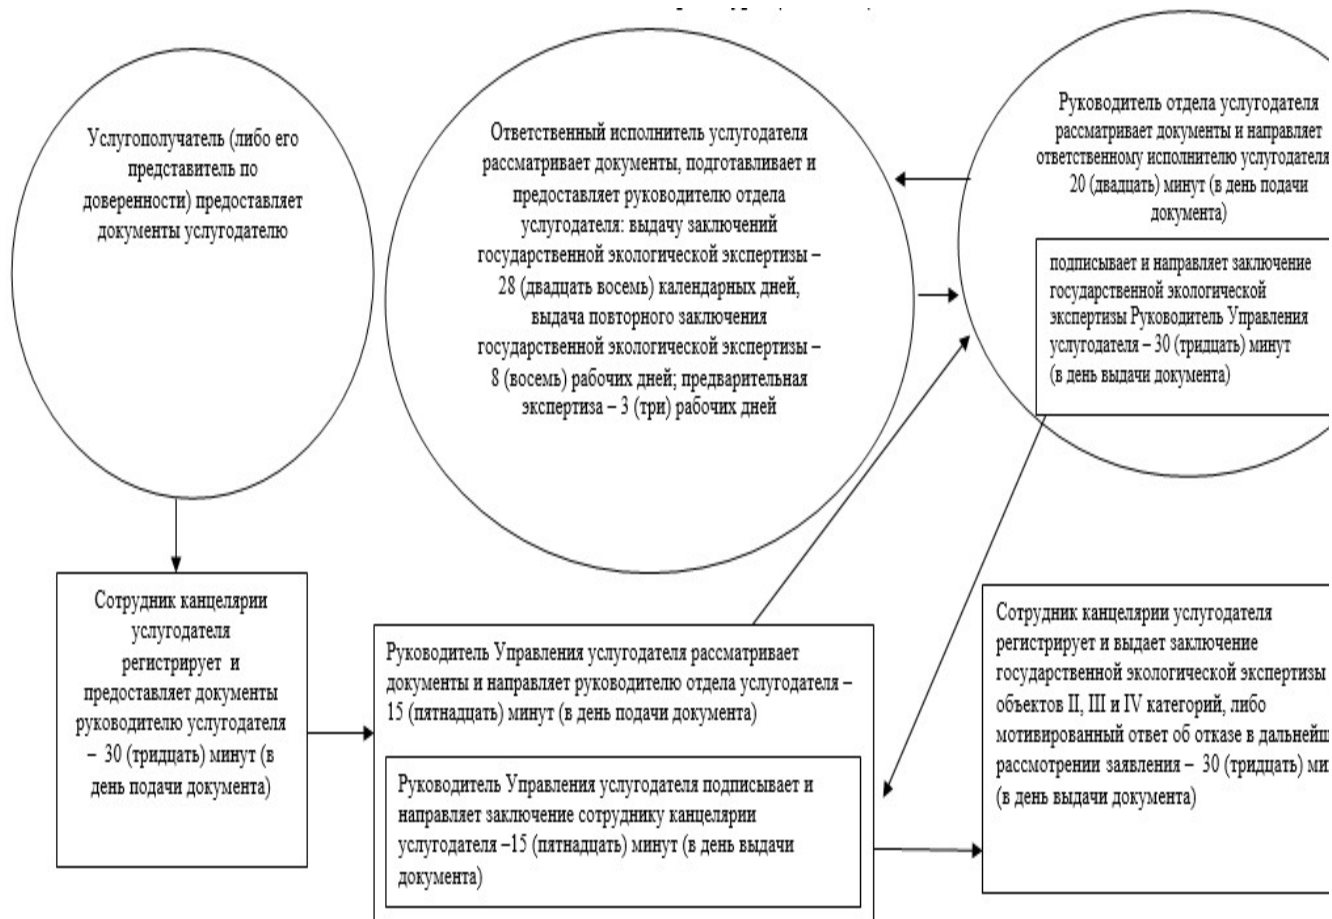 Услугополучатель (либо его
представитель по
доверенности) предоставляет
документы услугодателю
Ответственный исполнитель услугодателя
рассматривает документы, подготавливает и
предоставляет руководителю отдела
услугодателя: выдачу заключений
государственной экологической экспертизы –
28 (двадцать восемь) календарных дней,
выдача повторного заключения
государственной экологической экспертизы –
8 (восемь) рабочих дней; предварительная
экспертиза – 3 (три) рабочих дней
Руководитель отдела услугодателя
рассматривает документы и направляет
ответственному исполнителю услугодателя
20 (двадцать) минут (в день подачи
документа)
подписывает и направляет заключение
государственной экологической
экспертизы Руководитель Управления
услугодателя – 30 (тридцать) минут
(в день выдачи документа)
Сотрудник канцелярии
услугодателя
регистрирует и
предоставляет документы
руководителю услугодателя
– 30 (тридцать) минут (в
день подачи документа)
Руководитель Управления услугодателя рассматривает
документы и направляет руководителю отдела услугодателя –
15 (пятнадцать) минут (в день подачи документа)
Руководитель Управления услугодателя подписывает и
направляет заключение сотруднику канцелярии
услугодателя –15 (пятнадцать) минут (в день выдачи
документа)
Сотрудник канцелярии услугодателя
регистрирует и выдает заключение
государственной экологической экспертизы
объектов II, III и IV категорий, либо
мотивированный ответ об отказе в дальнейш
рассмотрении заявления – 30 (тридцать) ми
(в день выдачи документа)